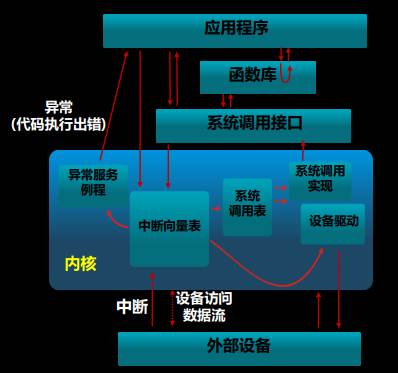 应用程序
函数库
异常
(代码执行出错)
系统调用接口
异常服务
例程
系统调用
实现
系统
调用表
中断向量表
设备驱动
内核
中断
设备访问
数据流
外部设备